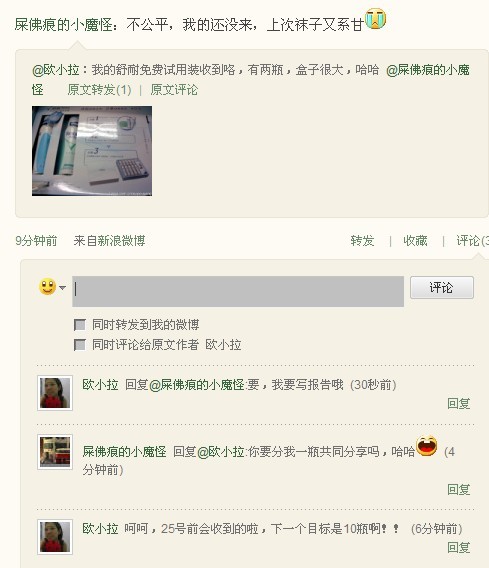 屎佛痕的小魔怪：不公平，我的还没来，上次袜子又系甘
@欧小拉：我的舒耐免费试用装收到咯，有两瓶，盒子很大，哈哈 @屎佛痕的小魔
怪 原文转发(1) | 原文评论
9分钟前 来自新浪微博 转发 | 收藏 | 评论(3
评论
同时转发到我的微博
同时评论给原文作者 欧小拉
欧小拉 回复@屎佛痕的小魔怪:要，我要写报告哦 (30秒前)
回复
屎佛痕的小魔怪 回复@欧小拉:你要分我一瓶共同分享吗，哈哈 (4
分钟前)
回复
欧小拉 呵呵，25号前会收到的啦，下一个目标是10瓶啊！！ (6分钟前)
回复